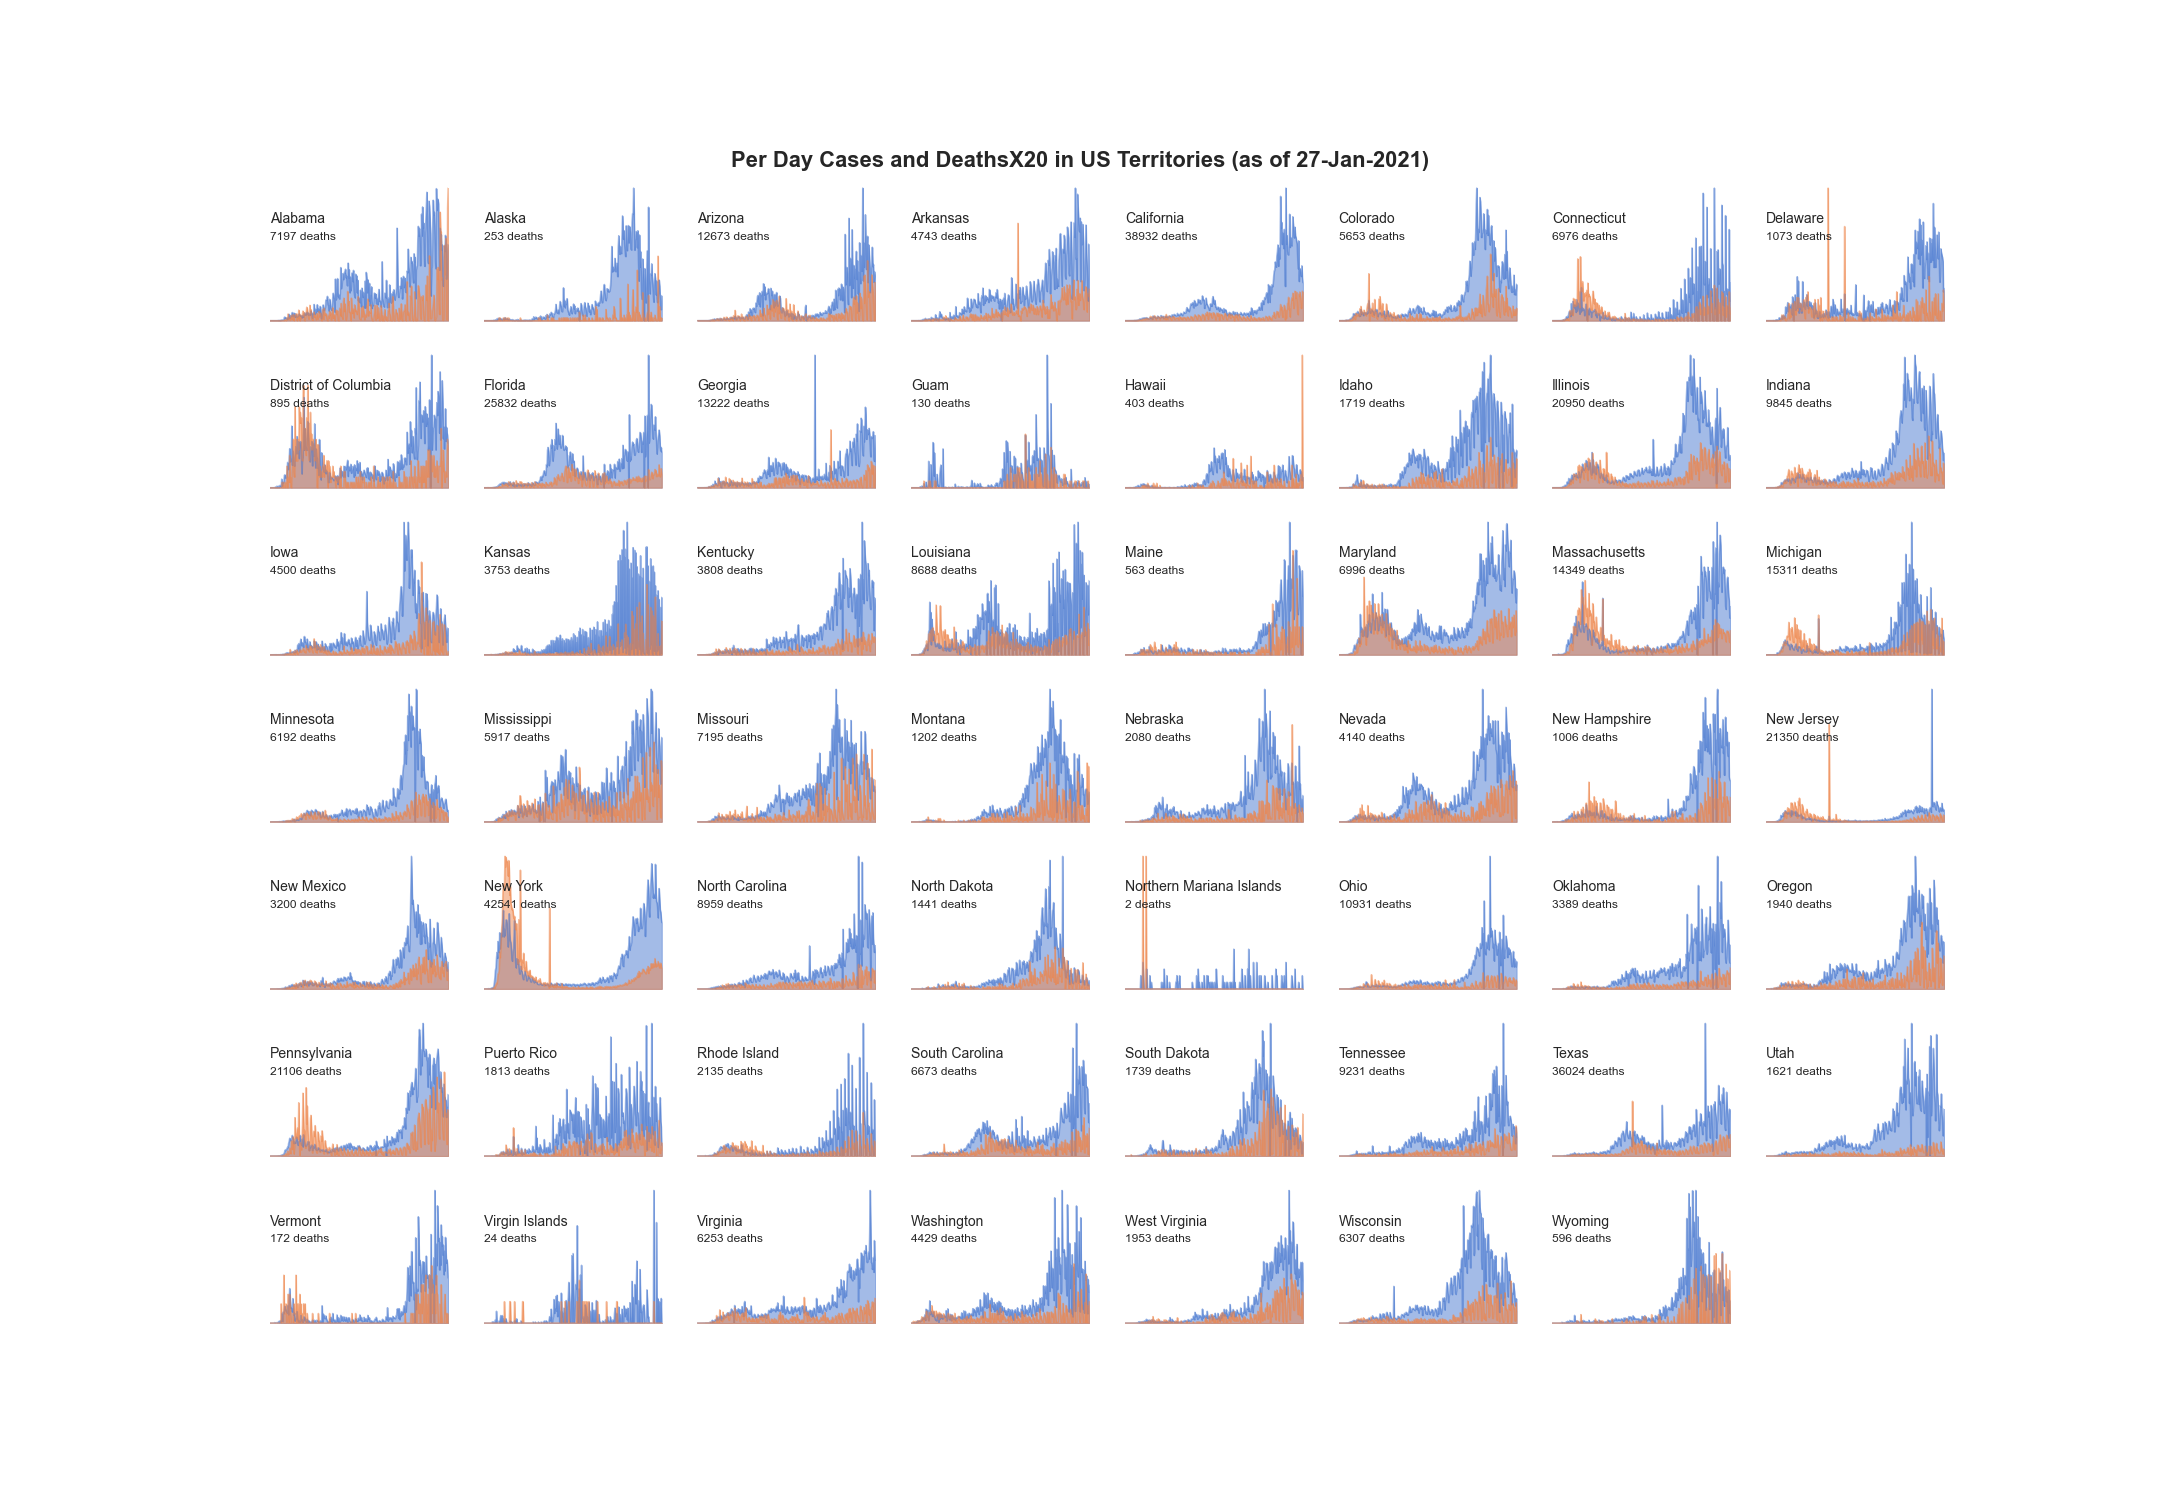 Per Day Cases and DeathsX20 in US Territories (as of 27-Jan-2021)
Alabama
7197 deaths
Alaska
253 deaths
Arizona
12673 deaths
Arkansas
4743 deaths
California
38932 deaths
Colorado
5653 deaths
Connecticut
6976 deaths
Delaware
1073 deaths
District of Columbia
895 deaths
Florida
25832 deaths
Georgia
13222 deaths
Guam
130 deaths
Hawaii
403 deaths
Idaho
1719 deaths
Illinois
20950 deaths
Indiana
9845 deaths
Iowa
4500 deaths
Kansas
3753 deaths
Kentucky
3808 deaths
Louisiana
8688 deaths
Maine
563 deaths
Maryland
6996 deaths
Massachusetts
14349 deaths
Michigan
15311 deaths
Minnesota
6192 deaths
Mississippi
5917 deaths
Missouri
7195 deaths
Montana
1202 deaths
Nebraska
2080 deaths
Nevada
4140 deaths
New Hampshire
1006 deaths
New Jersey
21350 deaths
New Mexico
3200 deaths
New York
42541 deaths
North Carolina
8959 deaths
North Dakota
1441 deaths
Northern Mariana Islands
2 deaths
Ohio
10931 deaths
Oklahoma
3389 deaths
Oregon
1940 deaths
Pennsylvania
21106 deaths
Puerto Rico
1813 deaths
Rhode Island
2135 deaths
South Carolina
6673 deaths
South Dakota
1739 deaths
Tennessee
9231 deaths
Texas
36024 deaths
Utah
1621 deaths
Vermont
172 deaths
Virgin Islands
24 deaths
Virginia
6253 deaths
Washington
4429 deaths
West Virginia
1953 deaths
Wisconsin
6307 deaths
Wyoming
596 deaths